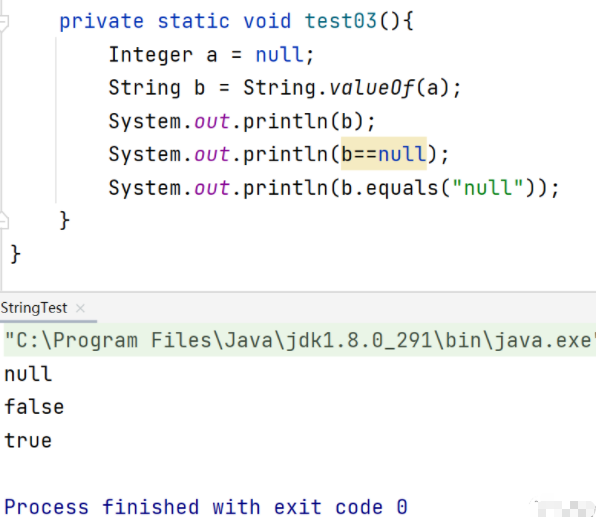 private static void test03(){
Integer a = null;
String b = String.valueOf(a);
System.out.println(b);
System.out.println(b==null);
System.out.println(b.equals("null"));
}
}
StringTest ×
"C:\Program Files\Java\jdk1.8.0_291\bin\java.exe"
null
false
true
Process finished with exit code 0